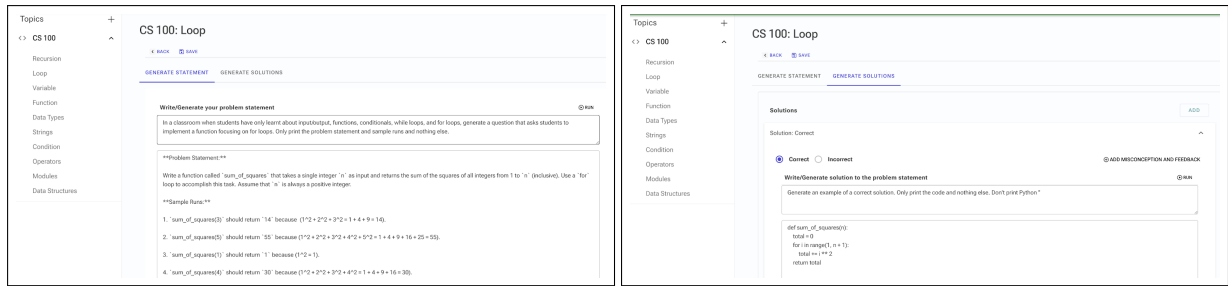 Topics +
<> CS 100
Recursion
Loop
Variable
Function
Data Types
Strings
Condition
Operators
Modules
Data Structures
CS 100: Loop
BACK SAVE
GENERATE STATEMENT GENERATE SOLUTIONS
Write/Generate your problem statement RUN
In a classroom when students have only learnt about input/output, functions, conditionals, while loops, and for loops, generate a question that asks students to
implement a function focusing on for loops. Only print the problem statement and sample runs and nothing else.
**Problem Statement:**
Write a function called `sum_of_squares` that takes a single integer `n` as input and returns the sum of the squares of all integers from 1 to `n` (inclusive). Use a `for`
loop to accomplish this task. Assume that `n` is always a positive integer.
**Sample Runs:**
1. `sum_of_squares(3)` should return `14` because (1^2 + 2^2 + 3^2 = 1 + 4 + 9 = 14).
2. `sum_of_squares(5)` should return `55` because (1^2 + 2^2 + 3^2 + 4^2 + 5^2 = 1 + 4 + 9 + 16 + 25 = 55).
3. `sum_of_squares(1)` should return `1` because (1^2 = 1).
4. `sum_of_squares(4)` should return `30` because (1^2 + 2^2 + 3^2 + 4^2 = 1 + 4 + 9 + 16 = 30).
Topics +
<> CS 100
Recursion
Loop
Variable
Function
Data Types
Strings
Condition
Operators
Modules
Data Structures
CS 100: Loop
BACK SAVE
GENERATE STATEMENT GENERATE SOLUTIONS
Solutions ADD
Solution: Correct
Correct Incorrect ADD MISCONCEPTION AND FEEDBACK
Write/Generate solution to the problem statement RUN
Generate an example of a correct solution. Only print the code and nothing else. Don't print Python "
def sum_of_squares(n):
total = 0
for i in range(1, n + 1):
total += i ** 2
return total